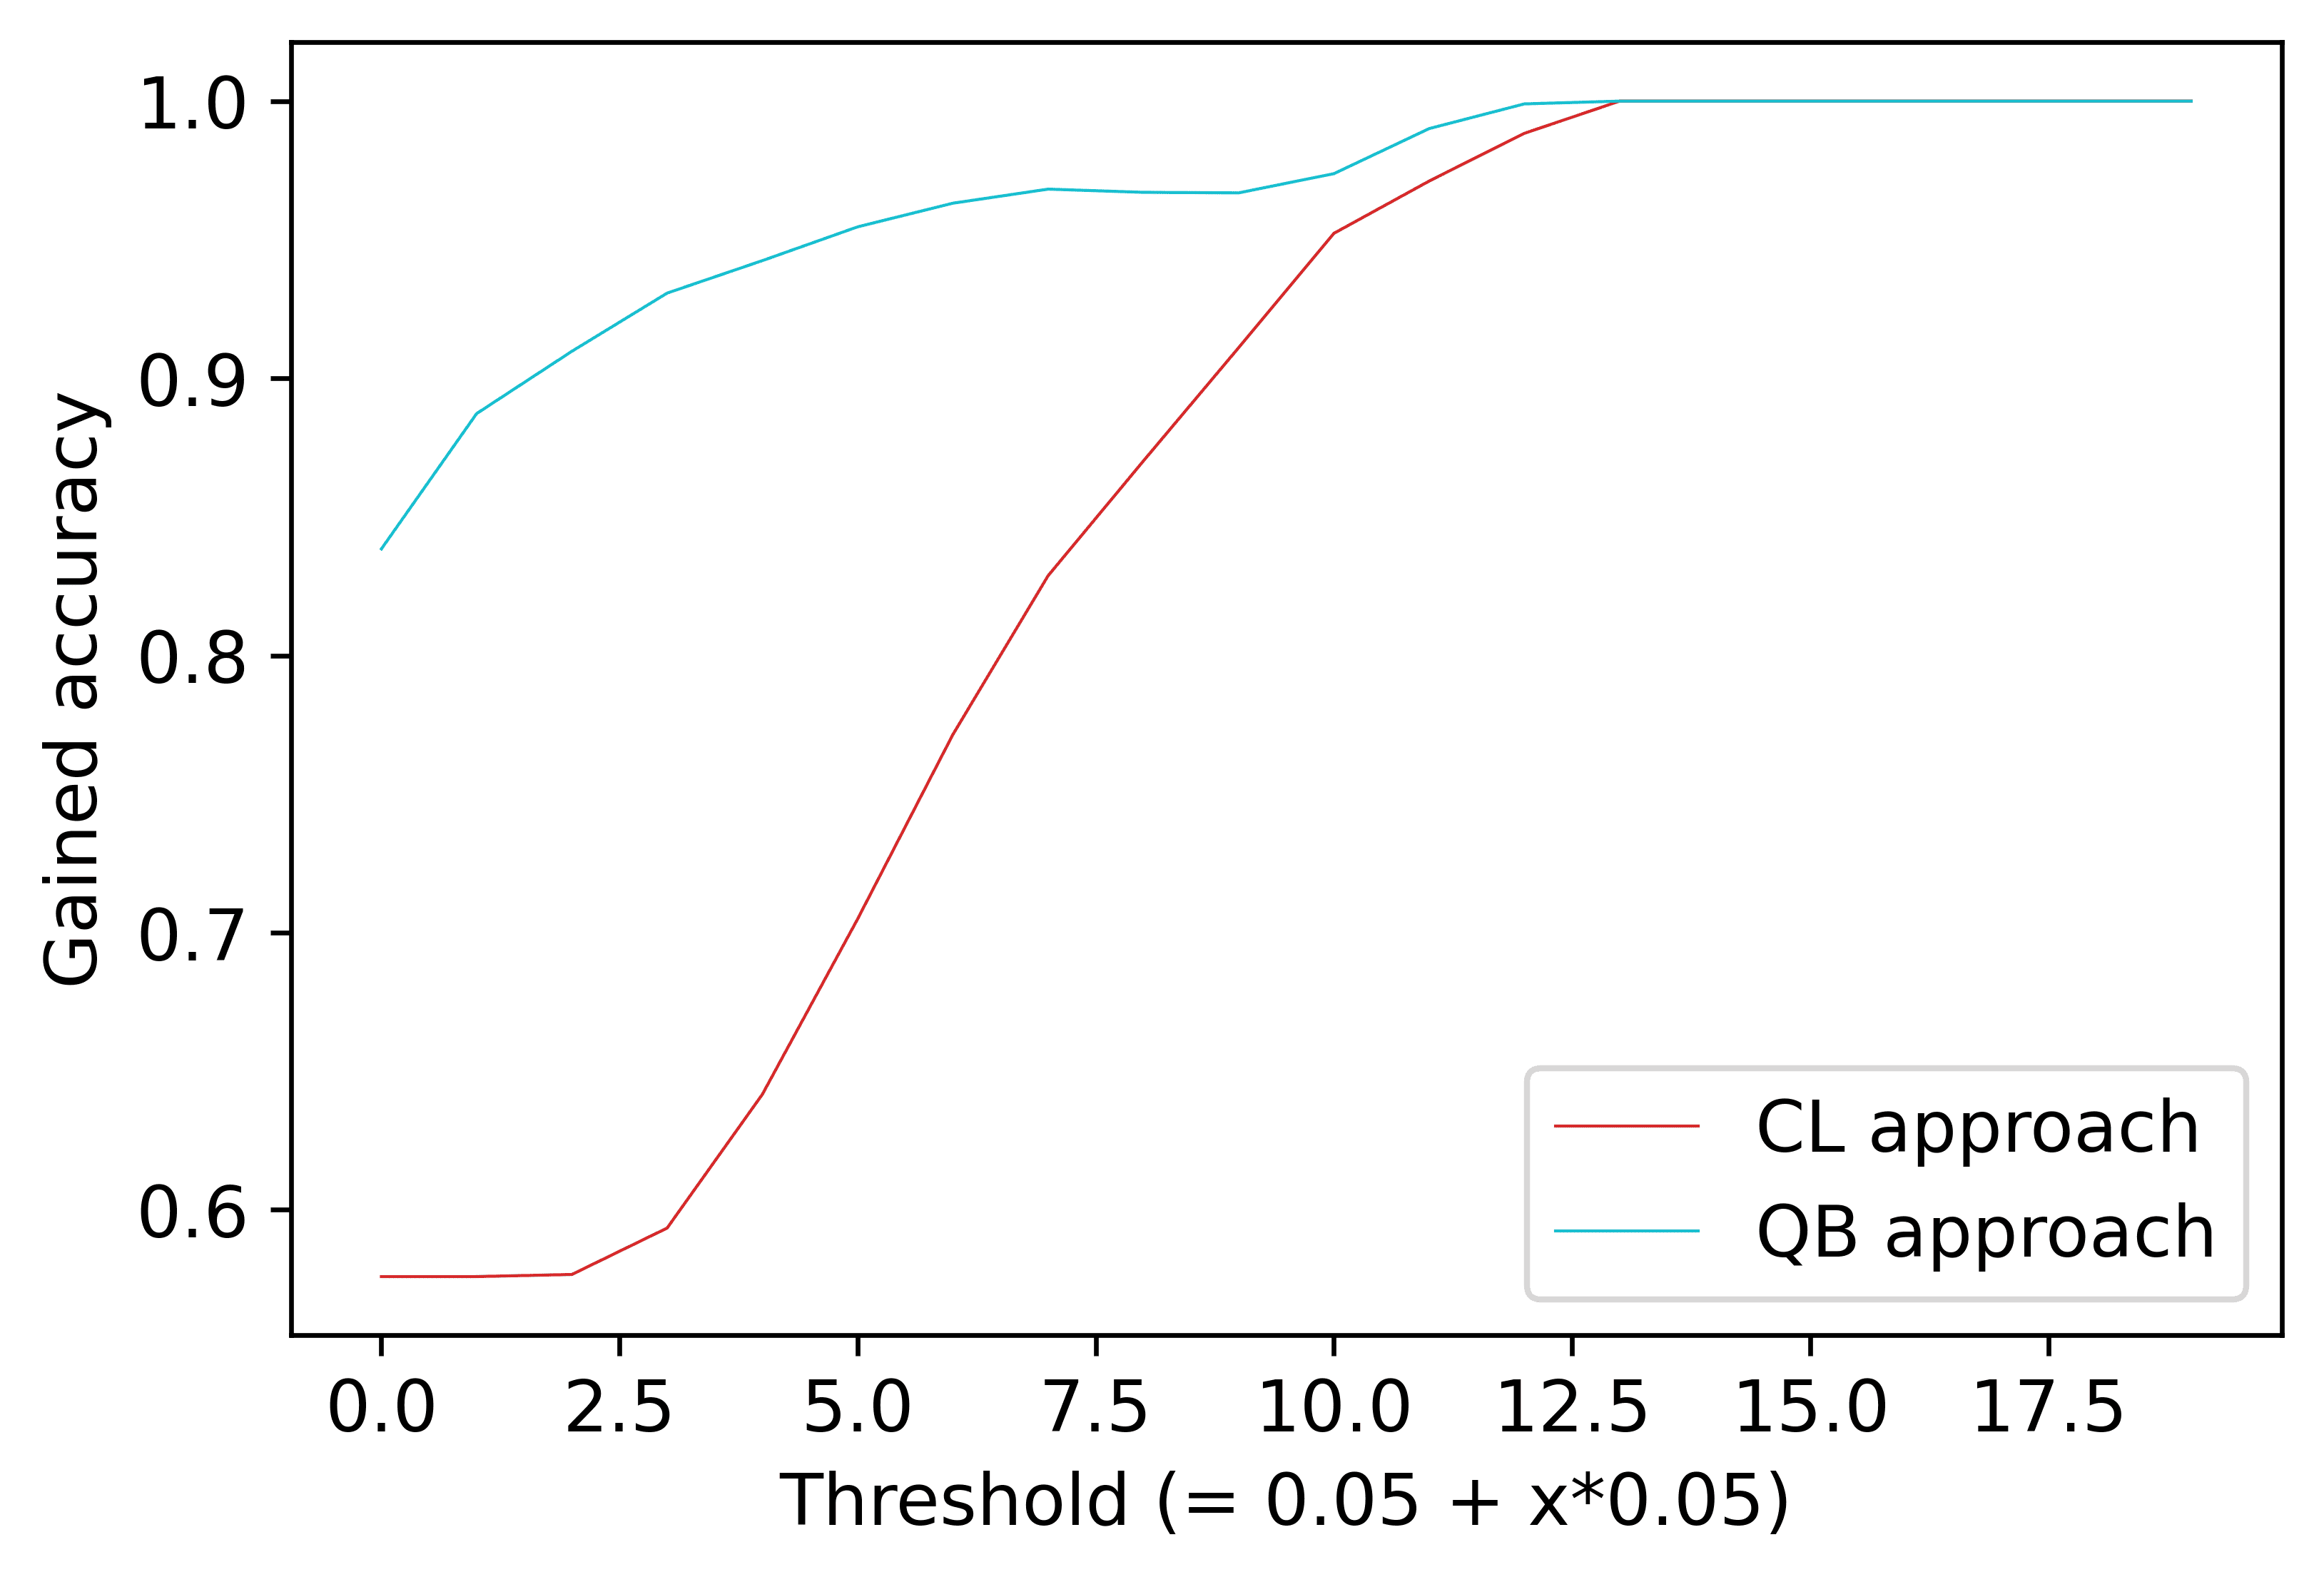 1.0
0.9
0.8
0.7
0.6
Gained accuracy
CL approach
QB approach
0.0 2.5 5.0 7.5 10.0 12.5 15.0 17.5
Threshold (= 0.05 + x*0.05)